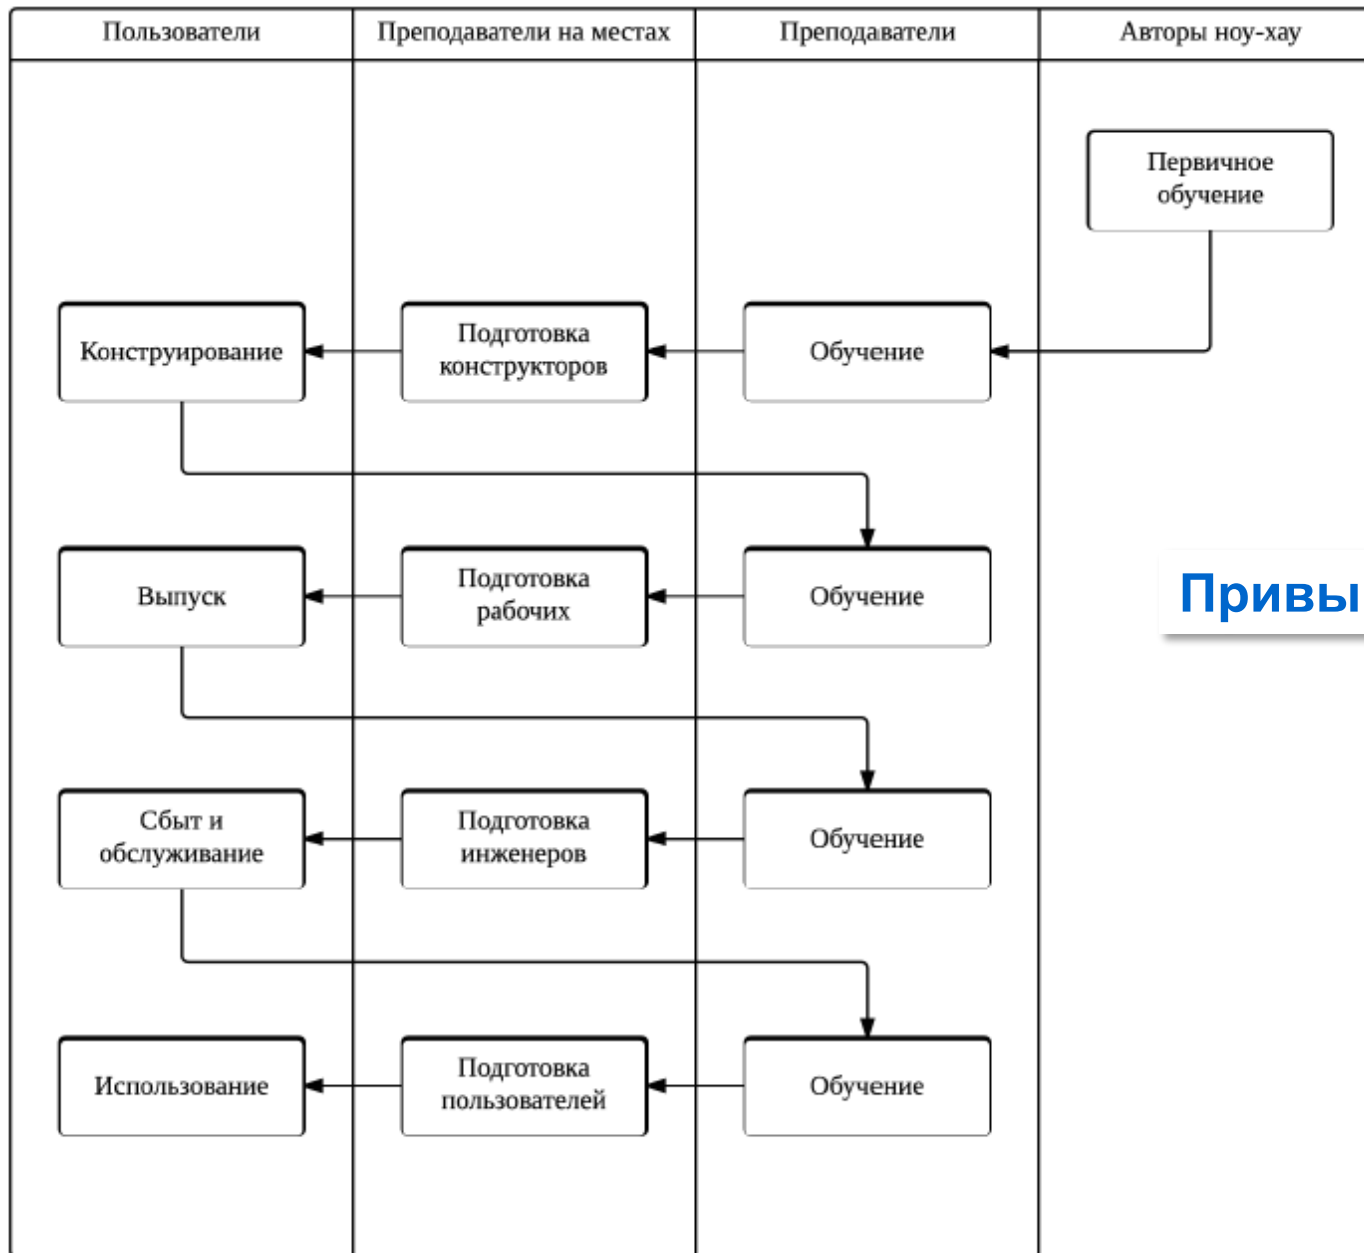 Пользователи
Преподаватели на местах
Преподаватели
Авторы ноу-хау
Первичное
обучение
Конструирование
Подготовка
конструкторов
Обучение
Выпуск
Подготовка
рабочих
Обучение
Привы
Сбыт и
обслуживание
Подготовка
инженеров
Обучение
Использование
Подготовка
пользователей
Обучение